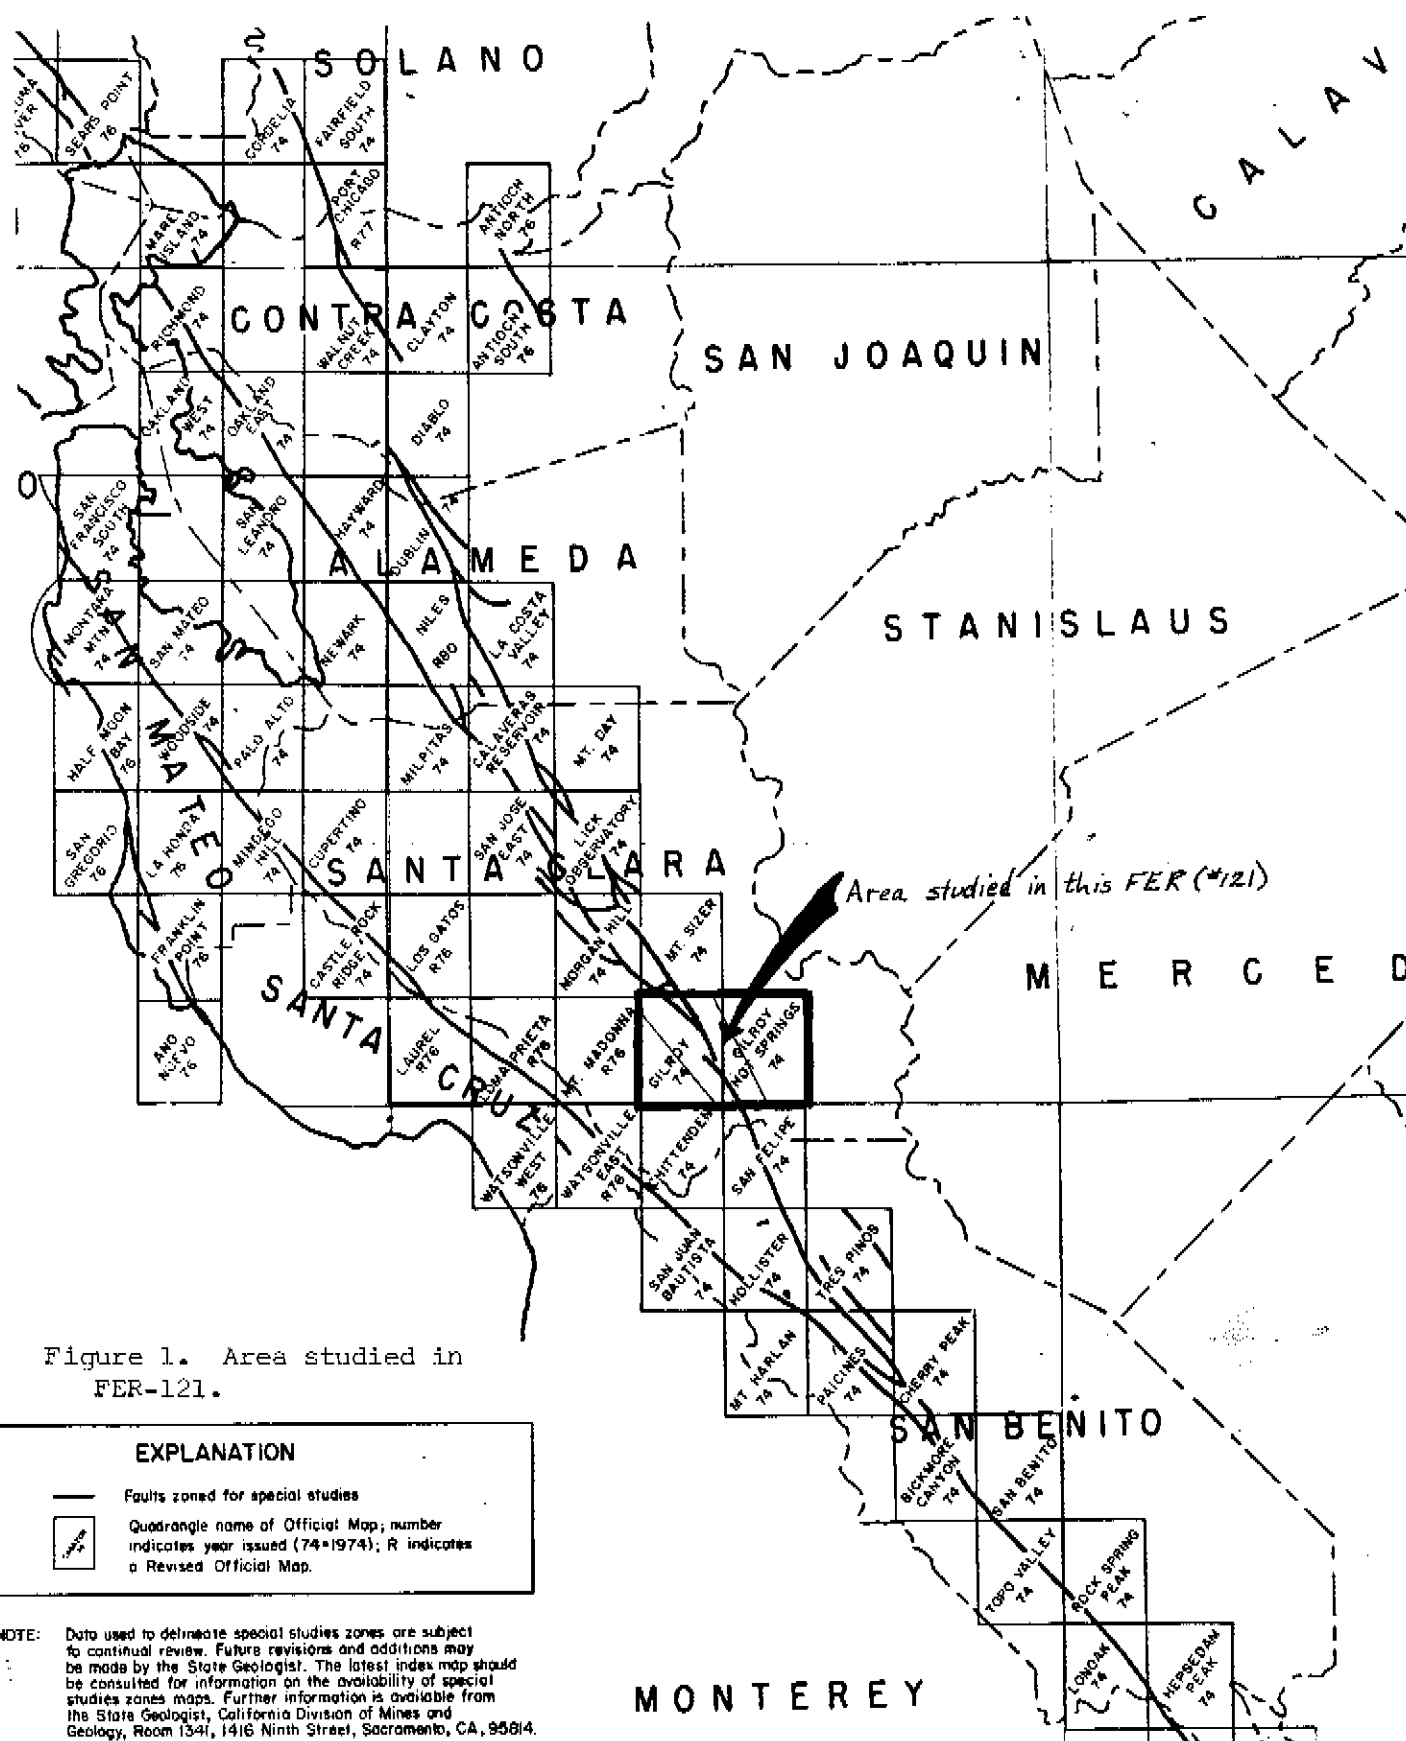 SOLANO
CALAV
SEARS POINT
76
CORDELIA
74
FAIRFIELD
SOUTH
74
MARE
ISLAND
74
PORT
CHICAGO
R77
ANTIOCH
NORTH
76
CONTRA COSTA
RICHMOND
74
WALNUT
CREEK
74
CLAYTON
74
ANTIOCH
SOUTH
76
SAN JOAQUIN
OAKLAND
WEST
74
OAKLAND
EAST
74
DIABLO
74
SAN
FRANCISCO
SOUTH
74
SAN
LEANDRO
74
HAYWARD
74
DUBLIN
74
ALAMEDA
MONTARA
MTN
74
SAN MATEO
74
NEWARK
74
NILES
R80
LA COSTA
VALLEY
74
STANISLAUS
SAN MATEO
HALF MOON
BAY
76
WOODSIDE
74
PALO ALTO
74
MILPITAS
74
CALAVERAS
RESERVOIR
74
MT. DAY
74
SAN
GREGORIO
76
LA HONDA
76
MINDEGO
HILL
74
CUPERTINO
74
SAN JOSE
EAST
74
LICK
OBSERVATORY
74
SANTA CLARA
Area studied in this FER (#121)
FRANKLIN
POINT
76
CASTLE ROCK
RIDGE
74
LOS GATOS
R76
MORGAN HILL
74
MT. SIZER
74
MERCED
SANTA CRUZ
ANO
NUEVO
76
LAUREL
R76
LOMA PRIETA
R76
MT. MADONNA
R76
GILROY
74
GILROY
HOT SPRINGS
74
WATSONVILLE
WEST
76
WATSONVILLE
EAST
R76
CHITTENDEN
74
SAN FELIPE
74
SAN JUAN
BAUTISTA
74
HOLLISTER
74
TRES PINOS
74
MT HARLAN
74
PAICINES
74
CHERRY PEAK
74
SAN BENITO
BICKMORE
CANYON
74
SAN BENITO
74
TOPO VALLEY
74
ROCK SPRING
PEAK
74
LONOAK
74
HEPSEDAM
PEAK
74
MONTEREY
Figure 1. Area studied in
FER-121.
EXPLANATION
Faults zoned for special studies
Quadrangle name of Official Map; number
indicates year issued (74=1974); R indicates
a Revised Official Map.
NOTE: Data used to delineate special studies zones are subject
to continual review. Future revisions and additions may
be made by the State Geologist. The latest index map should
be consulted for information on the availability of special
studies zones maps. Further information is available from
the State Geologist, California Division of Mines and
Geology, Room 1341, 1416 Ninth Street, Sacramento, CA, 95814.